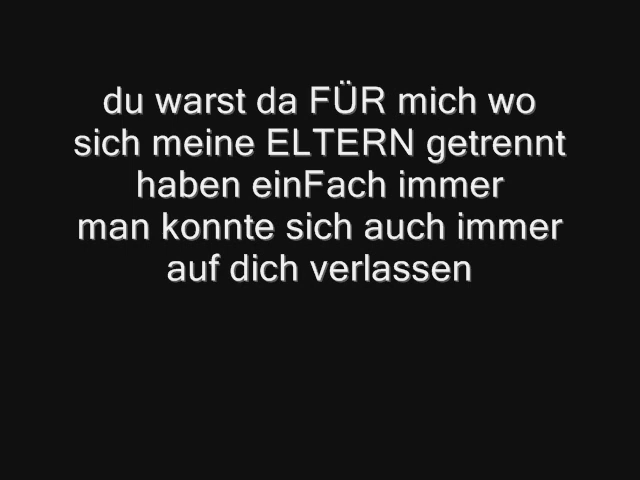 du warst da FÜR mich wo
sich meine ELTERN getrennt
haben einFach immer
man konnte sich auch immer
auf dich verlassen